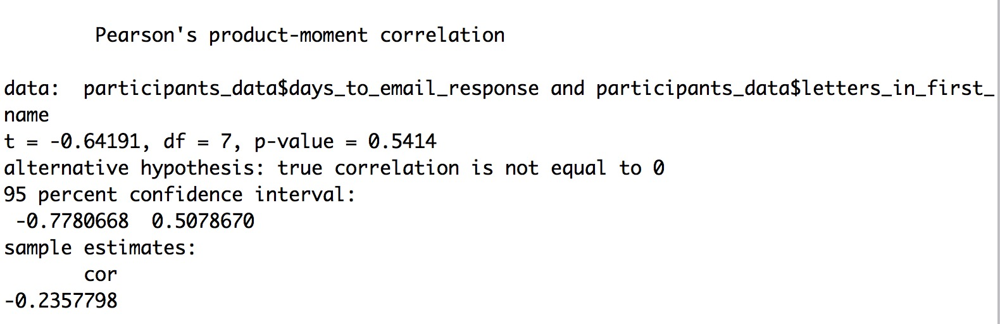 Pearson's product-moment correlation
data:  participants_data$days_to_email_response and participants_data$letters_in_first_
name
t = -0.64191, df = 7, p-value = 0.5414
alternative hypothesis: true correlation is not equal to 0
95 percent confidence interval:
 -0.7780668  0.5078670
sample estimates:
       cor
-0.2357798